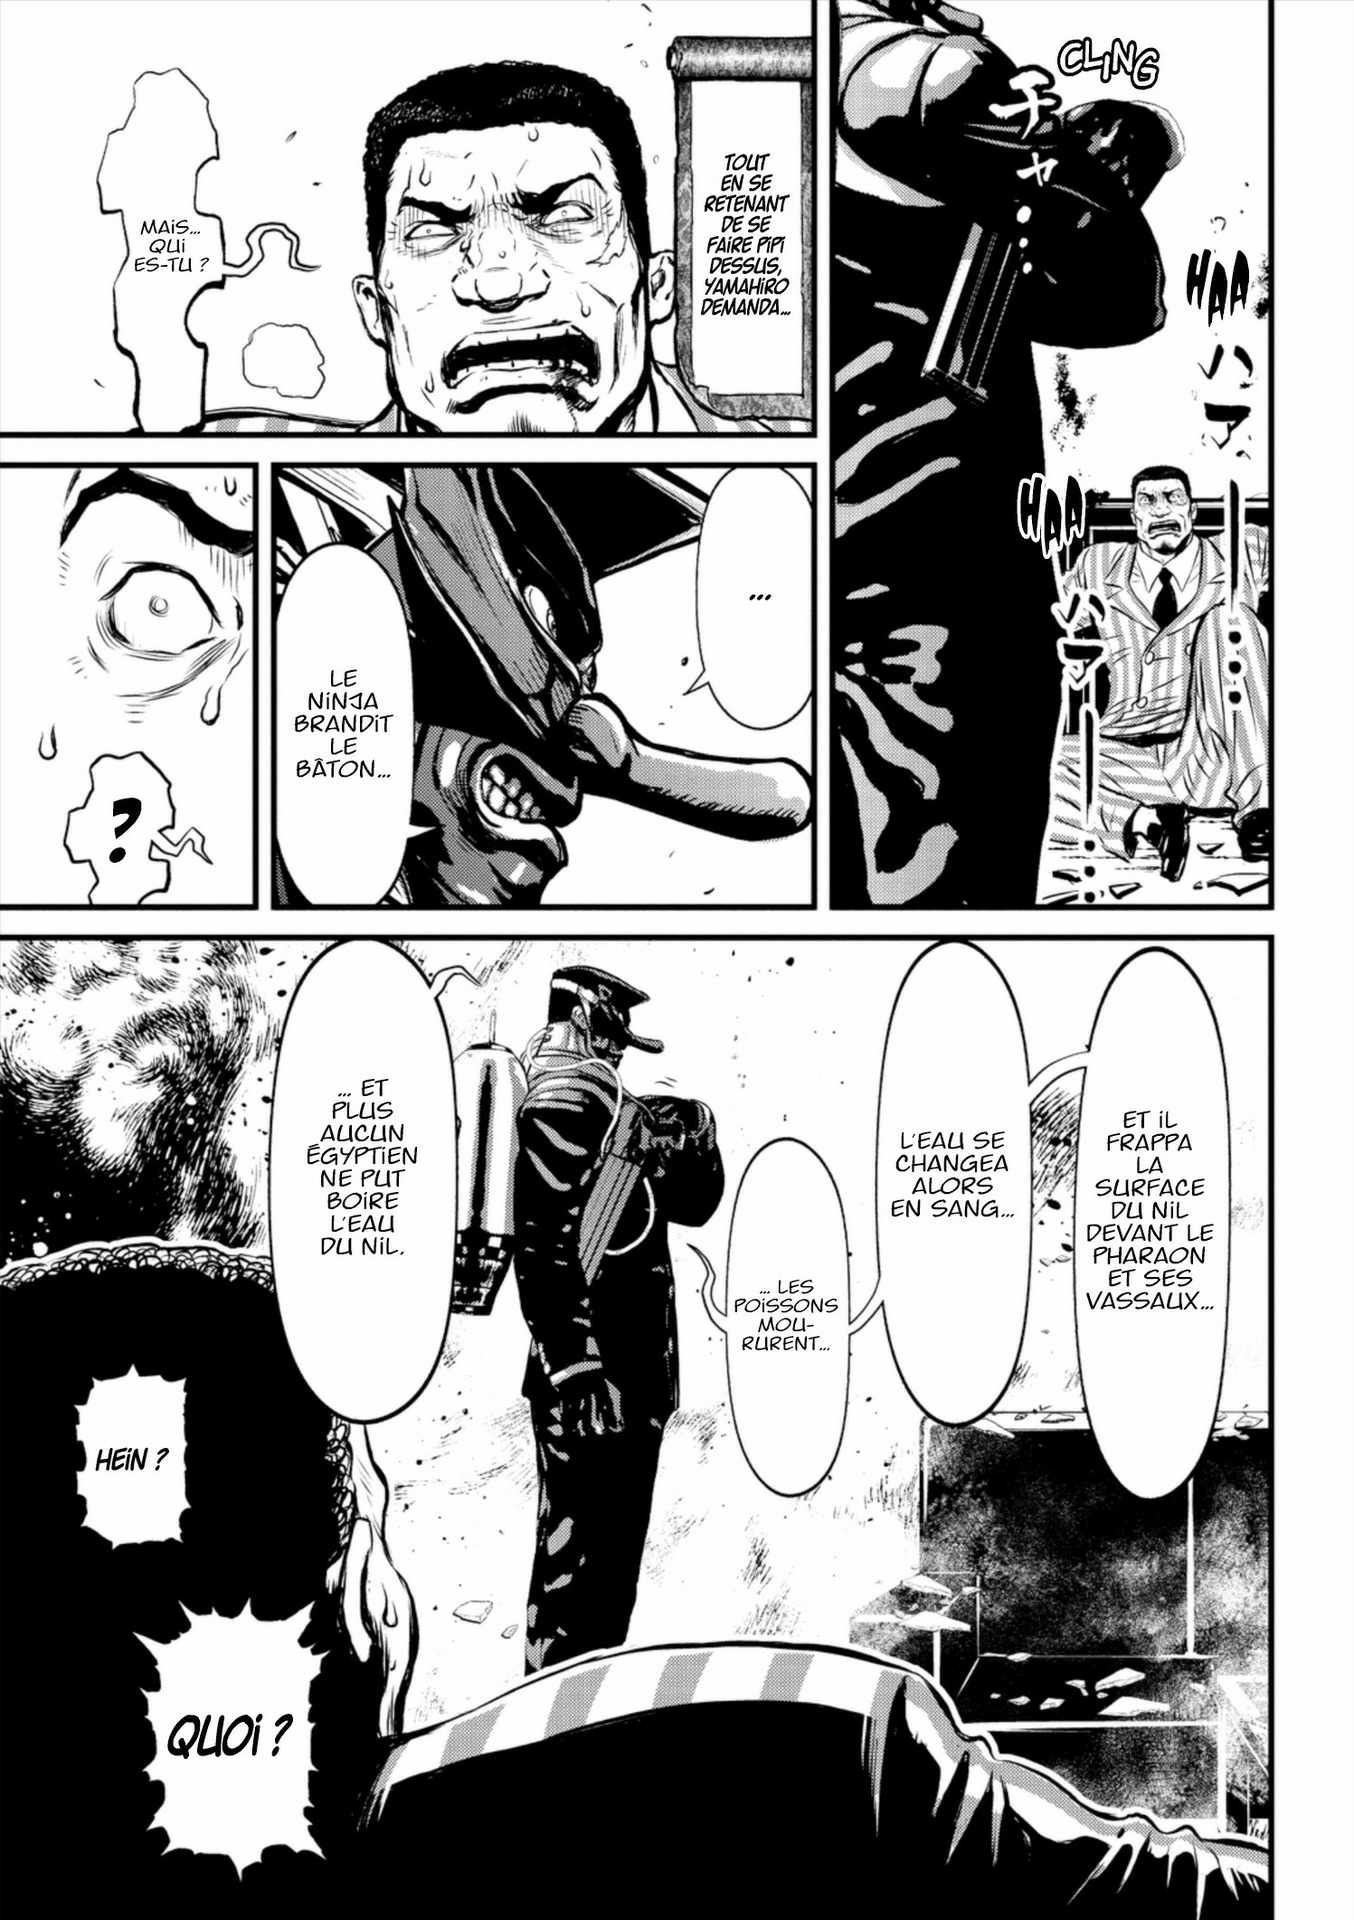 CLING
チャ...
HAA
ハァ...
HAA
ハァ...
TOUT
EN SE
RETENANT
DE SE
FAIRE PIPI
DESSUS,
YAMAHIRO
DEMANDA...
MAIS...
QUI
ES-TU ?
...
LE
NINJA
BRANDIT
LE
BÂTON...
?
ET IL
FRAPPA
LA
SURFACE
DU NIL
DEVANT LE
PHARAON
ET SES
VASSAUX...
L'EAU SE
CHANGEA
ALORS
EN SANG...
... LES
POISSONS
MOU-
RURENT...
... ET
PLUS
AUCUN
ÉGYPTIEN
NE PUT
BOIRE
L'EAU
DU NIL.
HEIN ?
QUOI ?